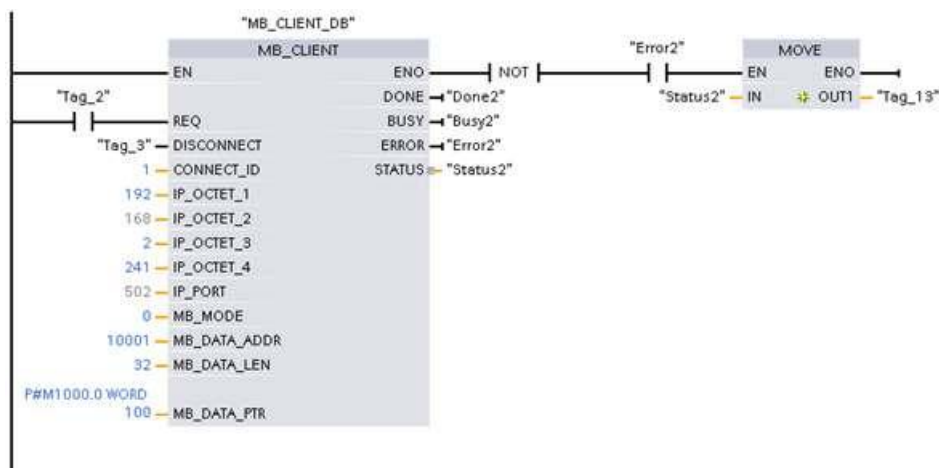 "MB_CLIENT_DB"
MB_CLIENT
"Error2"
MOVE
EN ENO NOT EN ENO
"Tag_2" DONE "Done2" "Status2" IN OUT1 "Tag_13"
REQ BUSY "Busy2"
"Tag_3" DISCONNECT ERROR "Error2"
1 CONNECT_ID STATUS "Status2"
192 IP_OCTET_1
168 IP_OCTET_2
2 IP_OCTET_3
241 IP_OCTET_4
502 IP_PORT
0 MB_MODE
10001 MB_DATA_ADDR
32 MB_DATA_LEN
P#M1000.0 WORD
100 MB_DATA_PTR